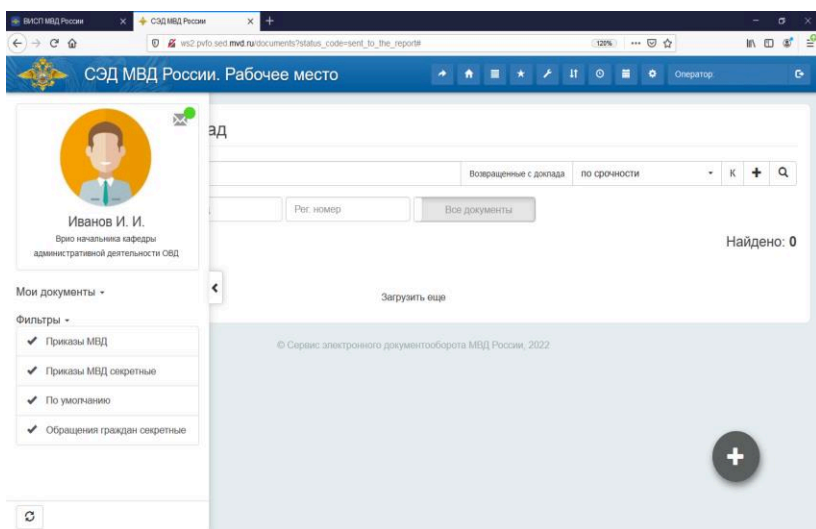 ВИСП МВД России
СЭД МВД России
ws2.pvfo.sed.mvd.ru/documents?status_code=sent_to_the_report#
120%
СЭД МВД России. Рабочее место
Оператор:
ад
Возвращенные с доклада
по срочности
К
Рег. номер
Все документы
Найдено: 0
Иванов И. И.
Врио начальника кафедры
административной деятельности ОВД
Мои документы
Загрузить еще
Фильтры
Приказы МВД
Приказы МВД секретные
По умолчанию
Обращения граждан секретные
© Сервис электронного документооборота МВД России, 2022